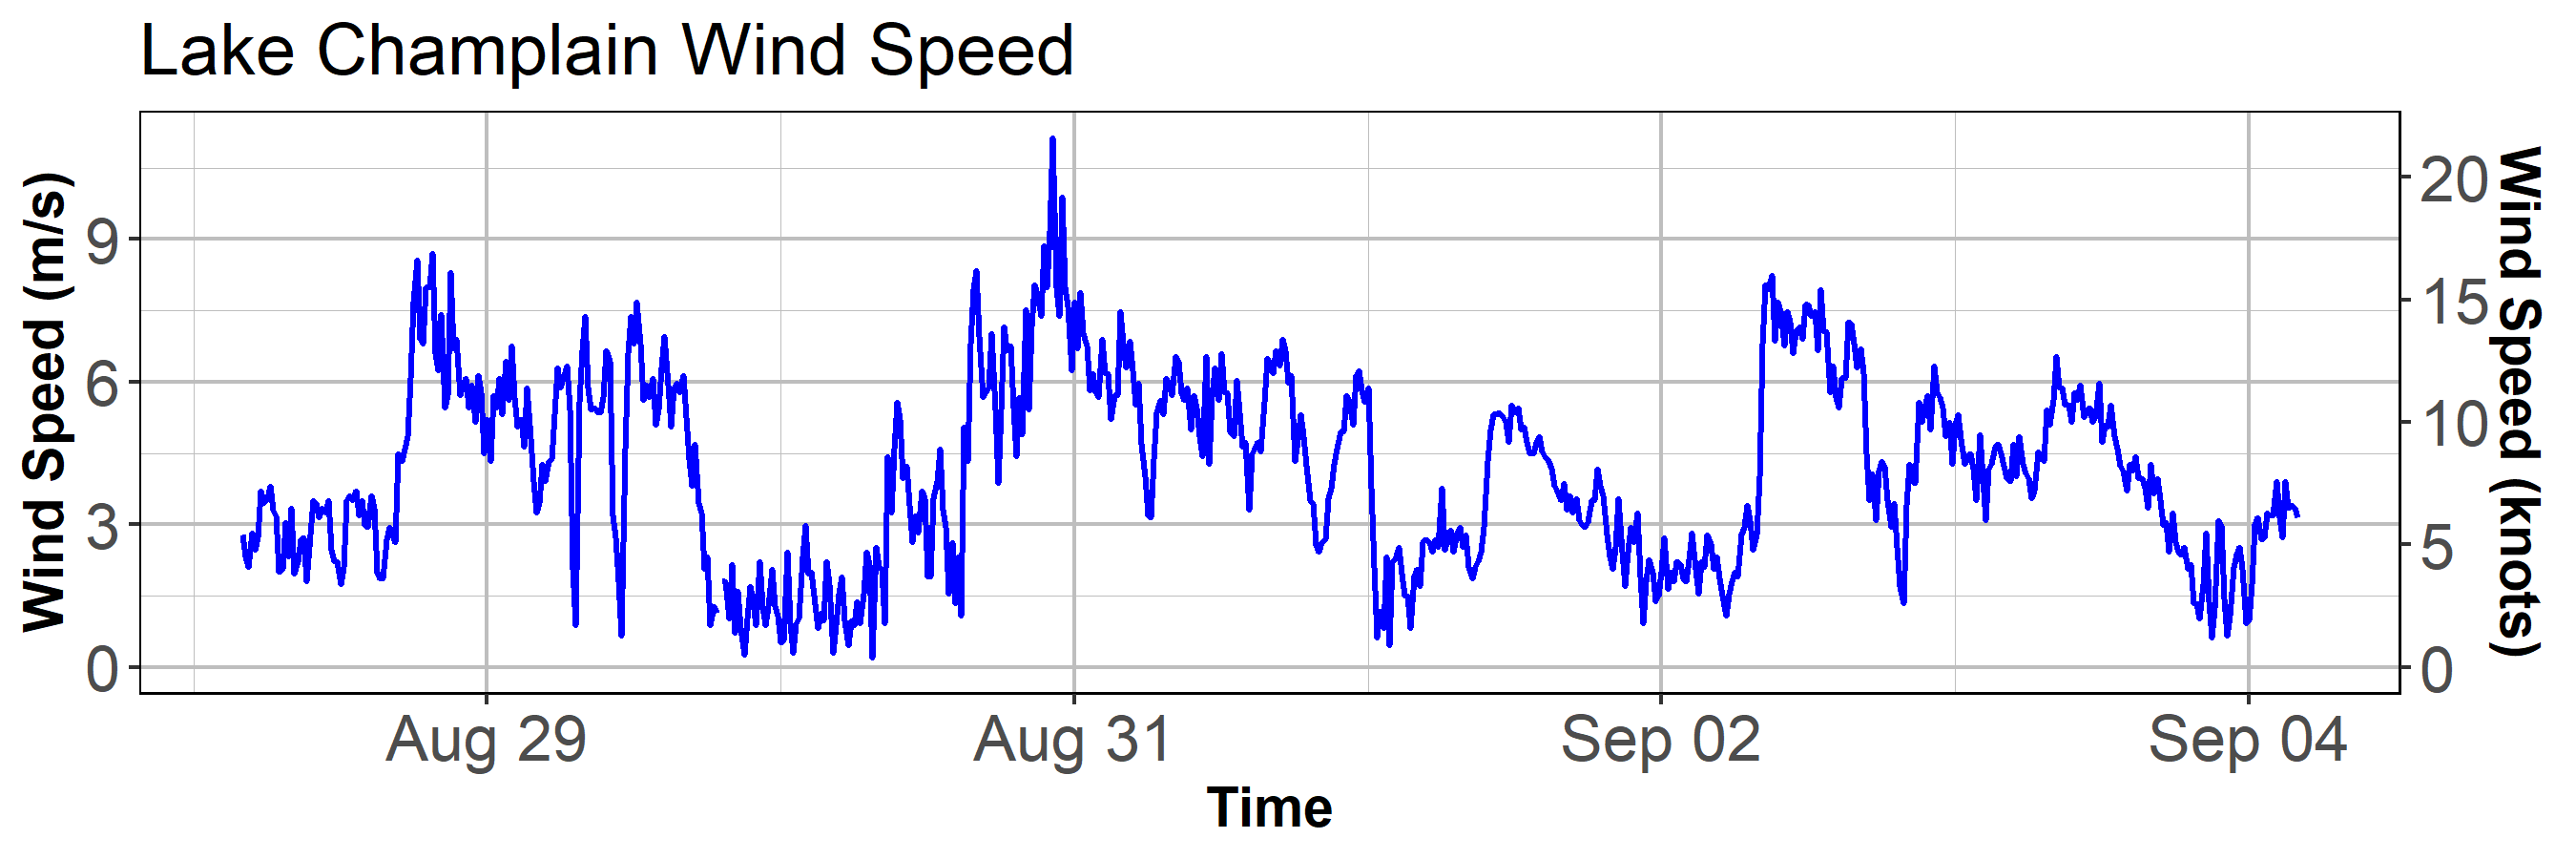 Lake Champlain Wind Speed
Wind Speed (m/s)
9
6
3
0
20
15
10
5
0
Wind Speed (knots)
Aug 29
Aug 31
Sep 02
Sep 04
Time